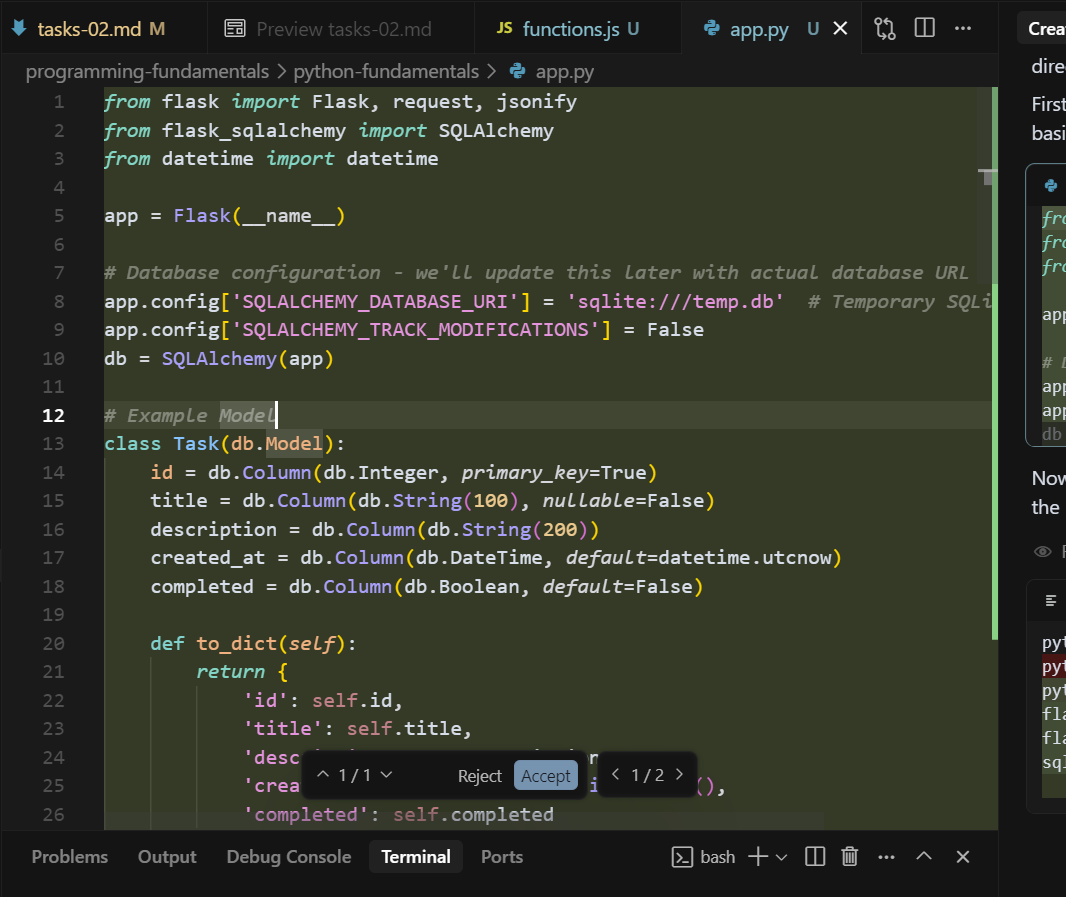 tasks-02.md M
Preview tasks-02.md
JS functions.js U
app.py U
programming-fundamentals > python-fundamentals > app.py
1 from flask import Flask, request, jsonify
2 from flask_sqlalchemy import SQLAlchemy
3 from datetime import datetime
4
5 app = Flask(__name__)
6
7 # Database configuration - we'll update this later with actual database URL
8 app.config['SQLALCHEMY_DATABASE_URI'] = 'sqlite:///temp.db'  # Temporary SQLi
9 app.config['SQLALCHEMY_TRACK_MODIFICATIONS'] = False
10 db = SQLAlchemy(app)
11
12 # Example Model
13 class Task(db.Model):
14     id = db.Column(db.Integer, primary_key=True)
15     title = db.Column(db.String(100), nullable=False)
16     description = db.Column(db.String(200))
17     created_at = db.Column(db.DateTime, default=datetime.utcnow)
18     completed = db.Column(db.Boolean, default=False)
19
20     def to_dict(self):
21         return {
22             'id': self.id,
23             'title': self.title,
24             'desc
25             'crea (),
26             'completed': self.completed
1 / 1
Reject
Accept
1 / 2
Problems
Output
Debug Console
Terminal
Ports
bash
Crea
dire
First
basi
fro
fro
fro
app
app
app
db
Now
the
pyt
pyt
pyt
fla
fla
sql